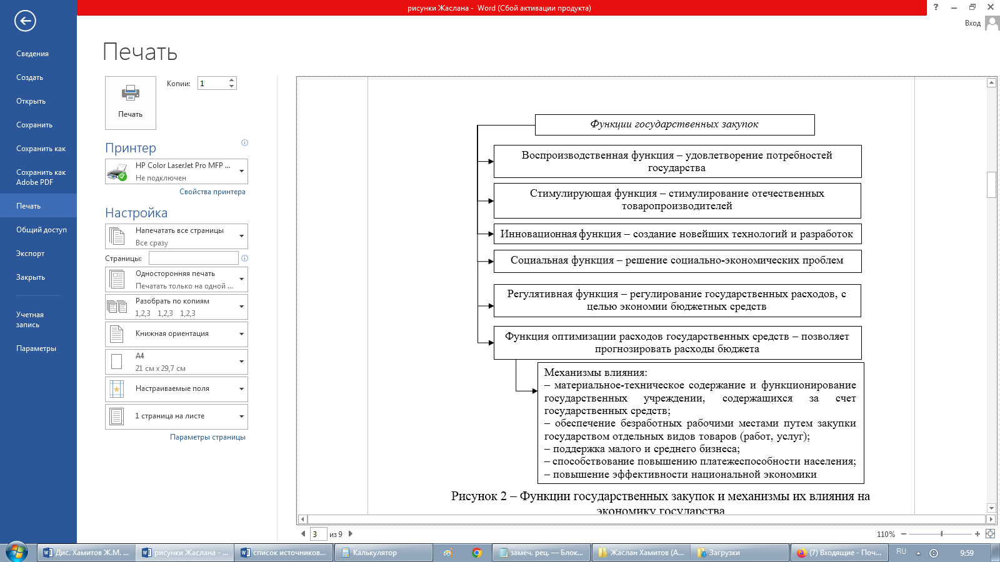 рисунки Жаслана - Word (Сбой активации продукта)
Вход
Сведения
Создать
Открыть
Сохранить
Сохранить как
Сохранить как
Adobe PDF
Печать
Общий доступ
Экспорт
Закрыть
Учетная
запись
Параметры
Печать
Печать
Копии: 1
Принтер
HP Color LaserJet Pro MFP ...
Не подключен
Свойства принтера
Настройка
Напечатать все страницы
Все сразу
Страницы:
Односторонняя печать
Печатать только на одной ...
Разобрать по копиям
1,2,3 1,2,3 1,2,3
Книжная ориентация
A4
21 см x 29,7 см
Настраиваемые поля
1 страница на листе
Параметры страницы
Функции государственных закупок
Воспроизводственная функция – удовлетворение потребностей
государства
Стимулирующая функция – стимулирование отечественных
товаропроизводителей
Инновационная функция – создание новейших технологий и разработок
Социальная функция – решение социально-экономических проблем
Регулятивная функция – регулирование государственных расходов, с
целью экономии бюджетных средств
Функция оптимизации расходов государственных средств – позволяет
прогнозировать расходы бюджета
Механизмы влияния:
– материальное-техническое содержание и функционирование
государственных учреждении, содержащихся за счет
государственных средств;
– обеспечение безработных рабочими местами путем закупки
государством отдельных видов товаров (работ, услуг);
– поддержка малого и среднего бизнеса;
– способствование повышению платежеспособности населения;
– повышение эффективности национальной экономики
Рисунок 2 – Функции государственных закупок и механизмы их влияния на
экономику государства
3 из 9
110%
Дис. Хамитов Ж.М. ...
рисунки Жаслана - ...
список источников...
Калькулятор
замеч. рец. — Блок...
Жаслан Хамитов (А...
Загрузки
(7) Входящие - Поч...
RU
9:59